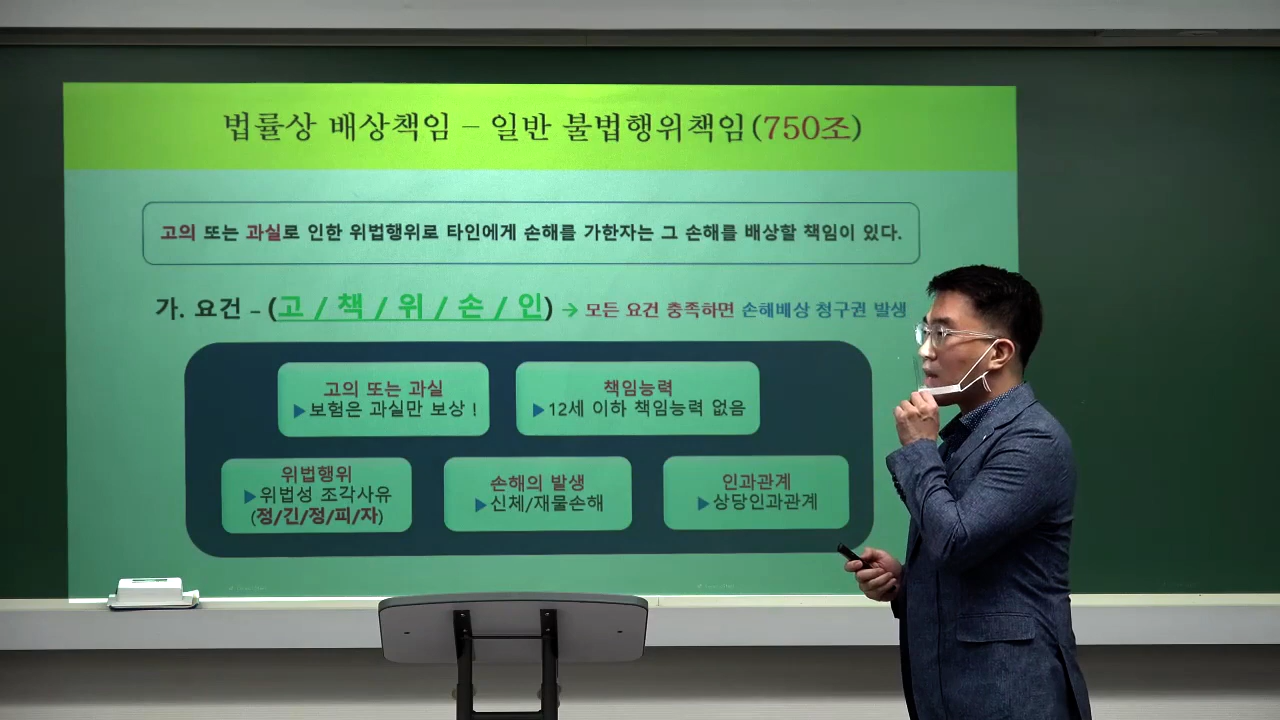 법률상 배상책임 – 일반 불법행위책임(750조)
고의 또는 과실로 인한 위법행위로 타인에게 손해를 가한자는 그 손해를 배상할 책임이 있다.
가. 요건 – (고 / 책 / 위 / 손 / 인) → 모든 요건 충족하면 손해배상 청구권 발생
고의 또는 과실
▶보험은 과실만 보상 !
책임능력
▶12세 이하 책임능력 없음
위법행위
▶위법성 조각사유
(정/긴/정/피/자)
손해의 발생
▶신체/재물손해
인과관계
▶상당인과관계